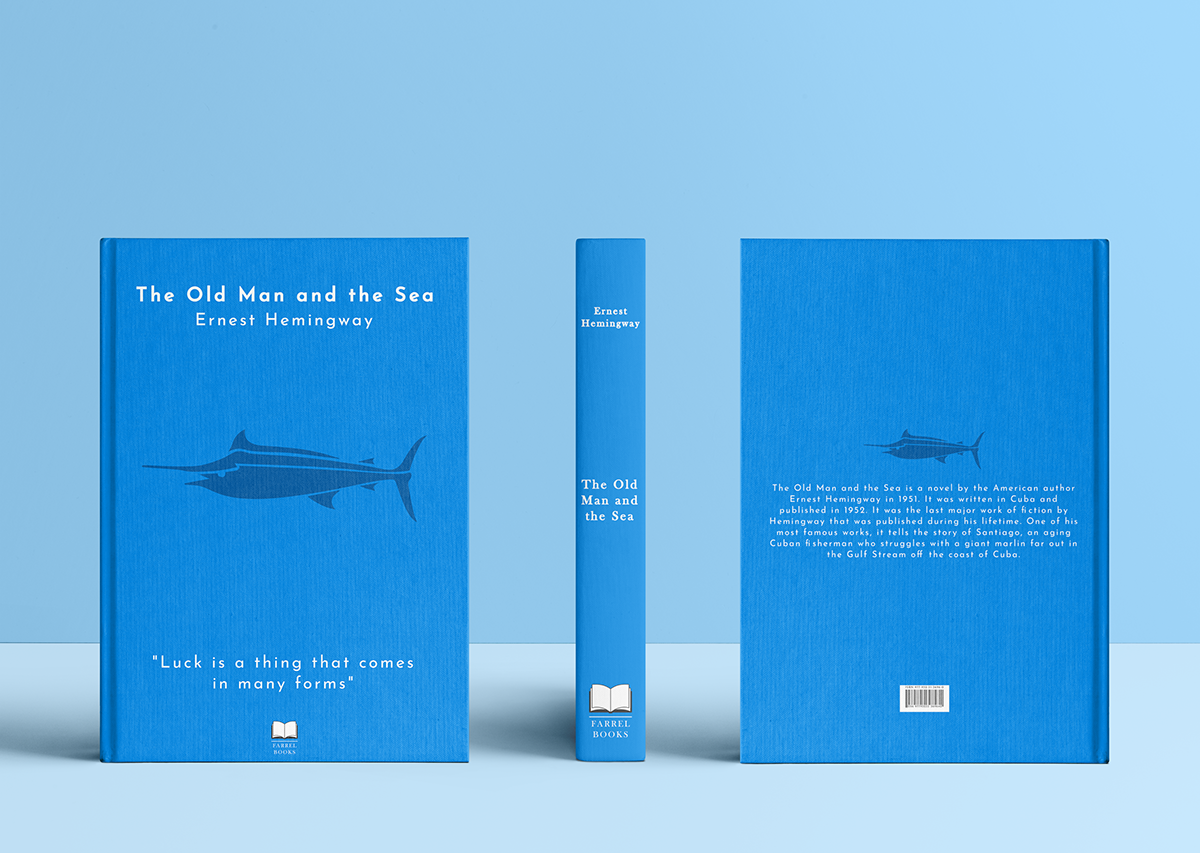 The Old Man and the Sea
Ernest Hemingway
"Luck is a thing that comes
in many forms"
FARREL
BOOKS
Ernest
Hemingway
The Old
Man and
the Sea
FARREL
BOOKS
The Old Man and the Sea is a novel by the American author
Ernest Hemingway in 1951. It was written in Cuba and
published in 1952. It was the last major work of fiction by
Hemingway that was published during his lifetime. One of his
most famous works, it tells the story of Santiago, an aging
Cuban fisherman who struggles with a giant marlin far out in
the Gulf Stream off the coast of Cuba.